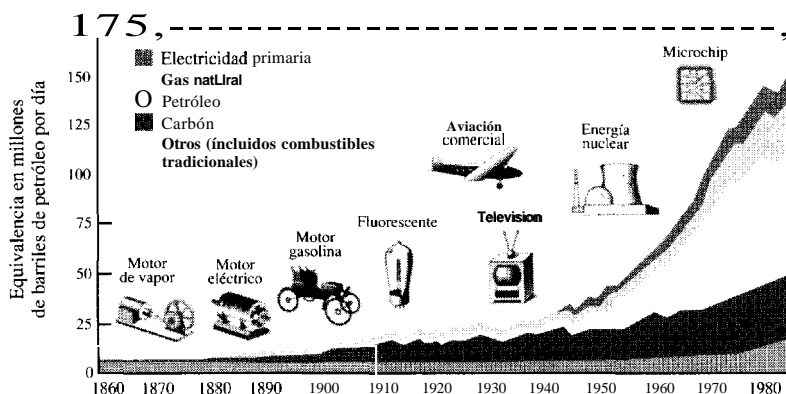 175,
150
125
100
75
50
25
0
Equivalencia en millones
de barriles de petróleo por día
Electricidad primaria
Gas natLIral
O Petróleo
Carbón
Otros (íncluidos combustibles
tradicionales)
Microchip
Aviación
comercial
Energía
nuclear
Fluorescente
Television
Motor
gasolina
Motor
de vapor
Motor
eléctrico
1860 1870 1880 1890 1900 1910 1920 1930 1940 1950 1960 1970 1980